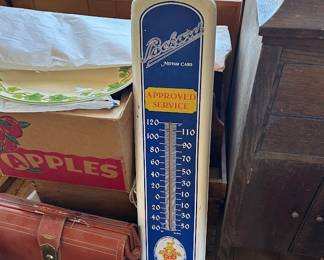 Packard
MOTOR CARS
APPROVED
SERVICE
120
100 110
80 90
60 70
40 50
20 30
0 10
20 10
40 30
60 50
APPLES